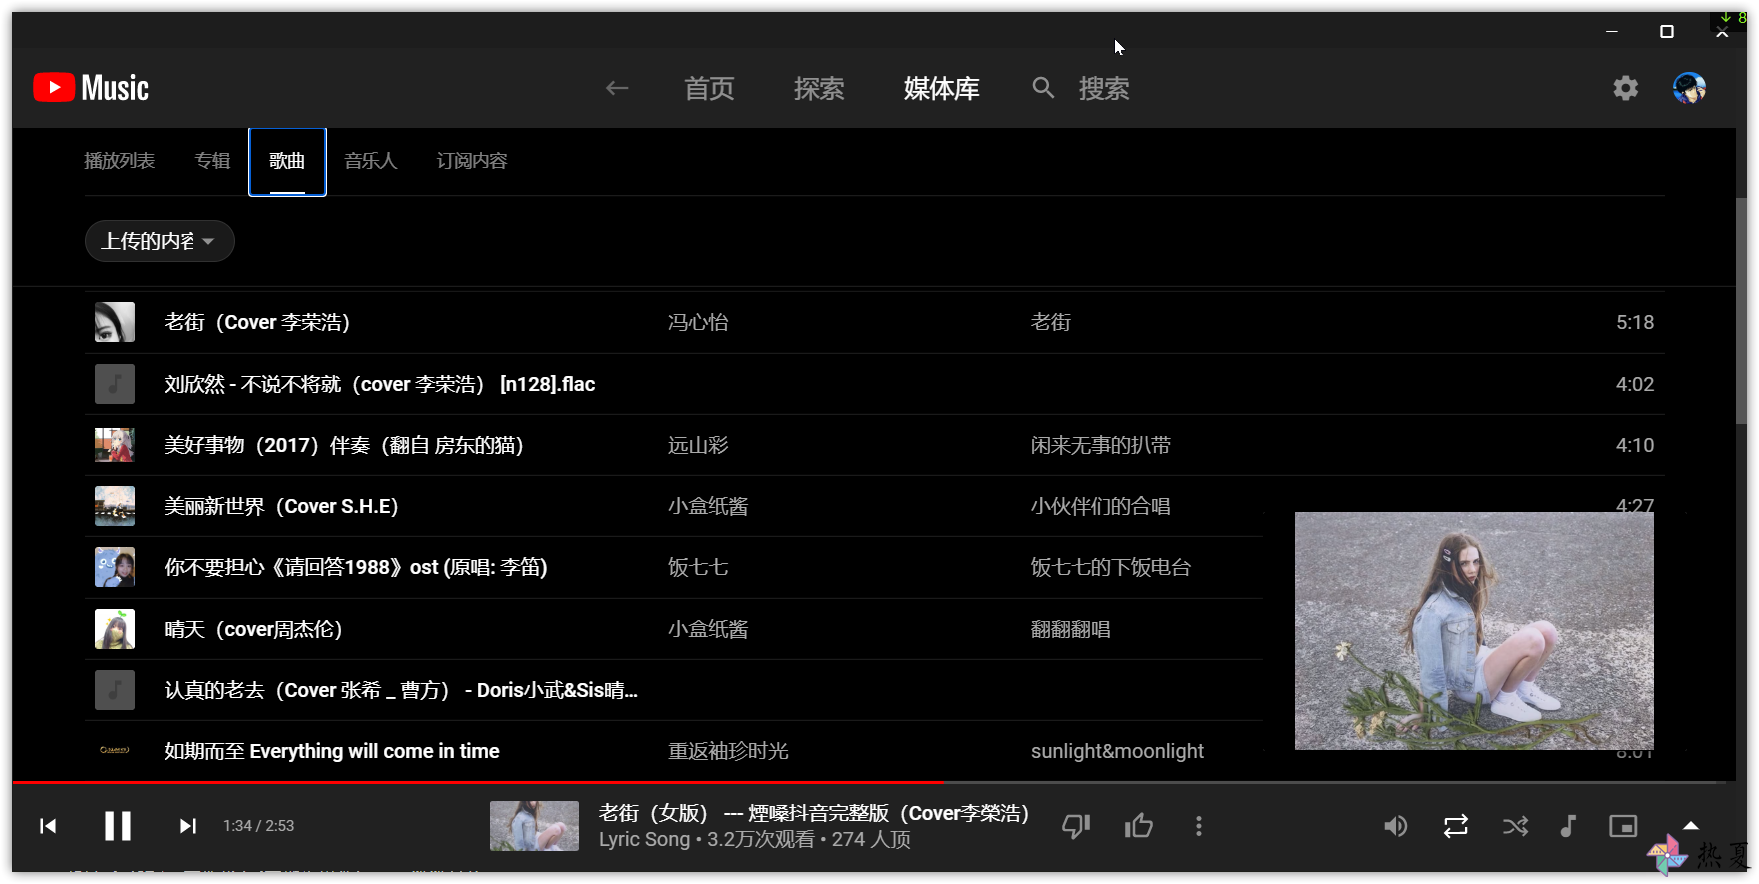 8
Music 首页 探索 媒体库 搜索
播放列表 专辑 歌曲 音乐人 订阅内容
上传的内容
老街（Cover 李荣浩） 冯心怡 老街 5:18
刘欣然 - 不说不将就（cover 李荣浩） [n128].flac 4:02
美好事物（2017）伴奏（翻自 房东的猫） 远山彩 闲来无事的扒带 4:10
美丽新世界（Cover S.H.E） 小盒纸酱 小伙伴们的合唱 4:27
你不要担心《请回答1988》ost (原唱: 李笛) 饭七七 饭七七的下饭电台
晴天（cover周杰伦） 小盒纸酱 翻翻翻唱
认真的老去（Cover 张希 _ 曹方） - Doris小武&Sis晴...
如期而至 Everything will come in time 重返袖珍时光 sunlight&moonlight 8:01
1:34 / 2:53
老街（女版） --- 煙嗓抖音完整版（Cover李榮浩）
Lyric Song • 3.2万次观看 • 274 人顶
热夏